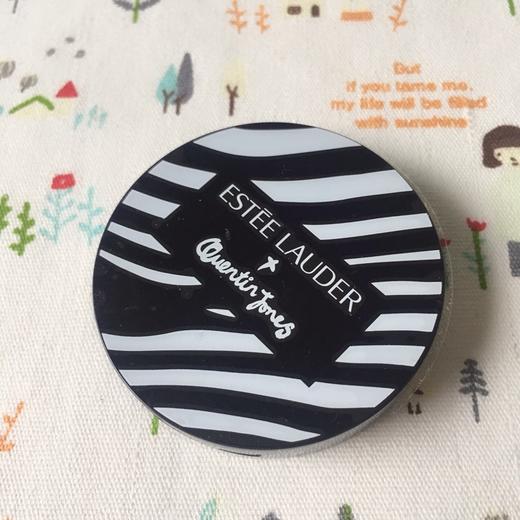 But
if you tame me.
my life will be filled
with sunshine
ESTĒE LAUDER
x
Quentin Jones